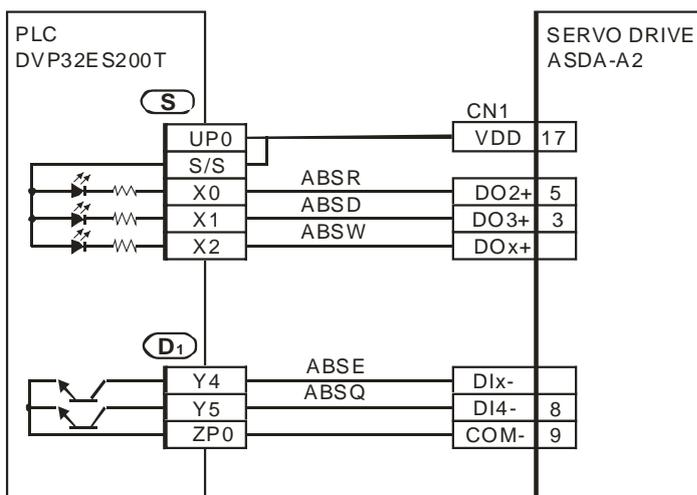 PLC
DVP32ES200T
SERVO DRIVE
ASDA-A2
S
CN1
UP0
VDD 17
S/S
X0
ABSR
DO2+ 5
X1
ABSD
DO3+ 3
X2
ABSW
DOx+
D1
Y4
ABSE
DIx-
Y5
ABSQ
DI4- 8
ZP0
COM- 9